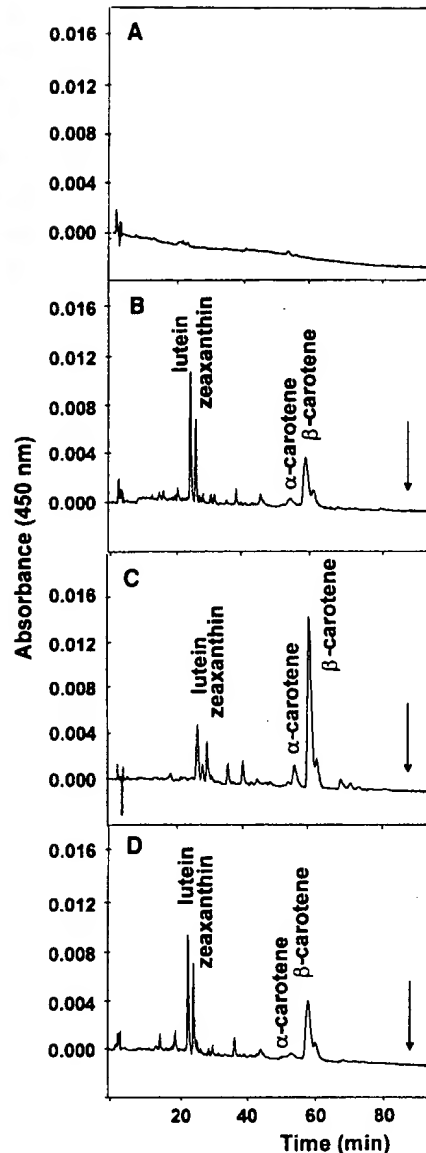 A
0.016
0.012
0.008
0.004
0.000
B
0.016
0.012
0.008
0.004
0.000
lutein
zeaxanthin
α-carotene
β-carotene
C
0.016
0.012
0.008
0.004
0.000
lutein
zeaxanthin
α-carotene
β-carotene
D
0.016
0.012
0.008
0.004
0.000
lutein
zeaxanthin
α-carotene
β-carotene
Absorbance (450 nm)
20 40 60 80
Time (min)